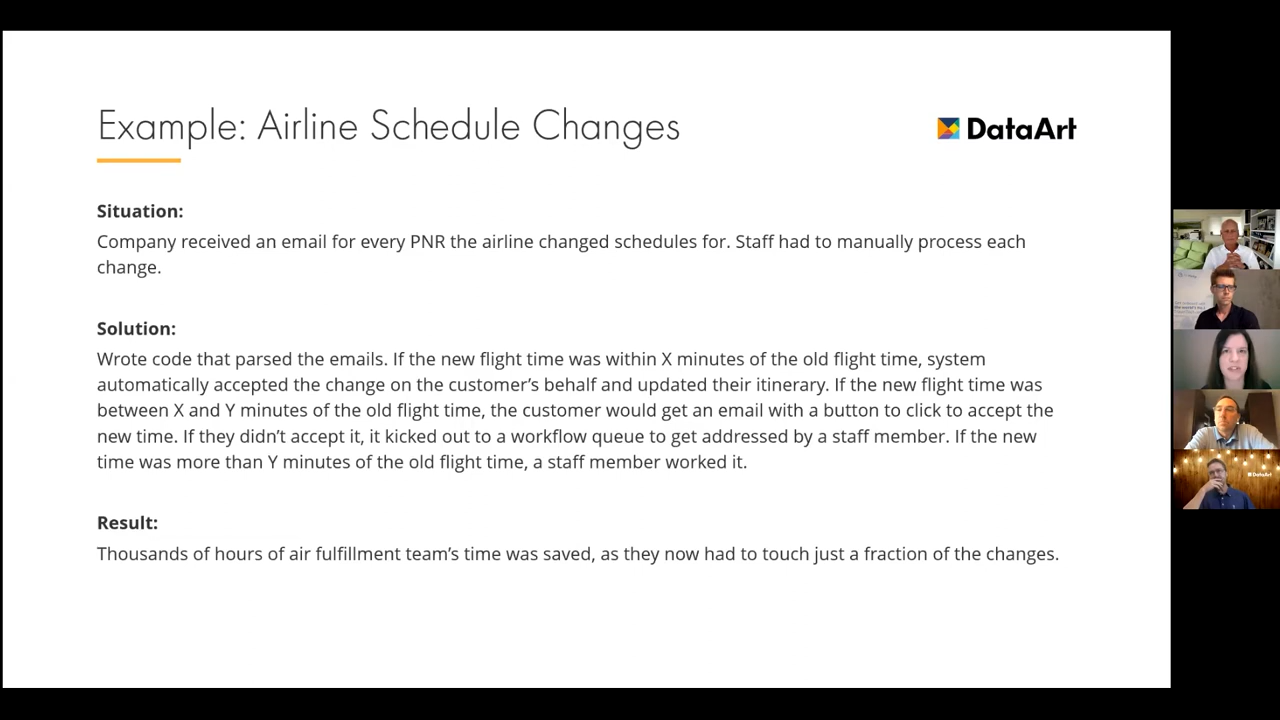 Example: Airline Schedule Changes
DataArt
Situation:
Company received an email for every PNR the airline changed schedules for. Staff had to manually process each
change.
Solution:
Wrote code that parsed the emails. If the new flight time was within X minutes of the old flight time, system
automatically accepted the change on the customer’s behalf and updated their itinerary. If the new flight time was
between X and Y minutes of the old flight time, the customer would get an email with a button to click to accept the
new time. If they didn’t accept it, it kicked out to a workflow queue to get addressed by a staff member. If the new
time was more than Y minutes of the old flight time, a staff member worked it.
Result:
Thousands of hours of air fulfillment team’s time was saved, as they now had to touch just a fraction of the changes.
DataArt